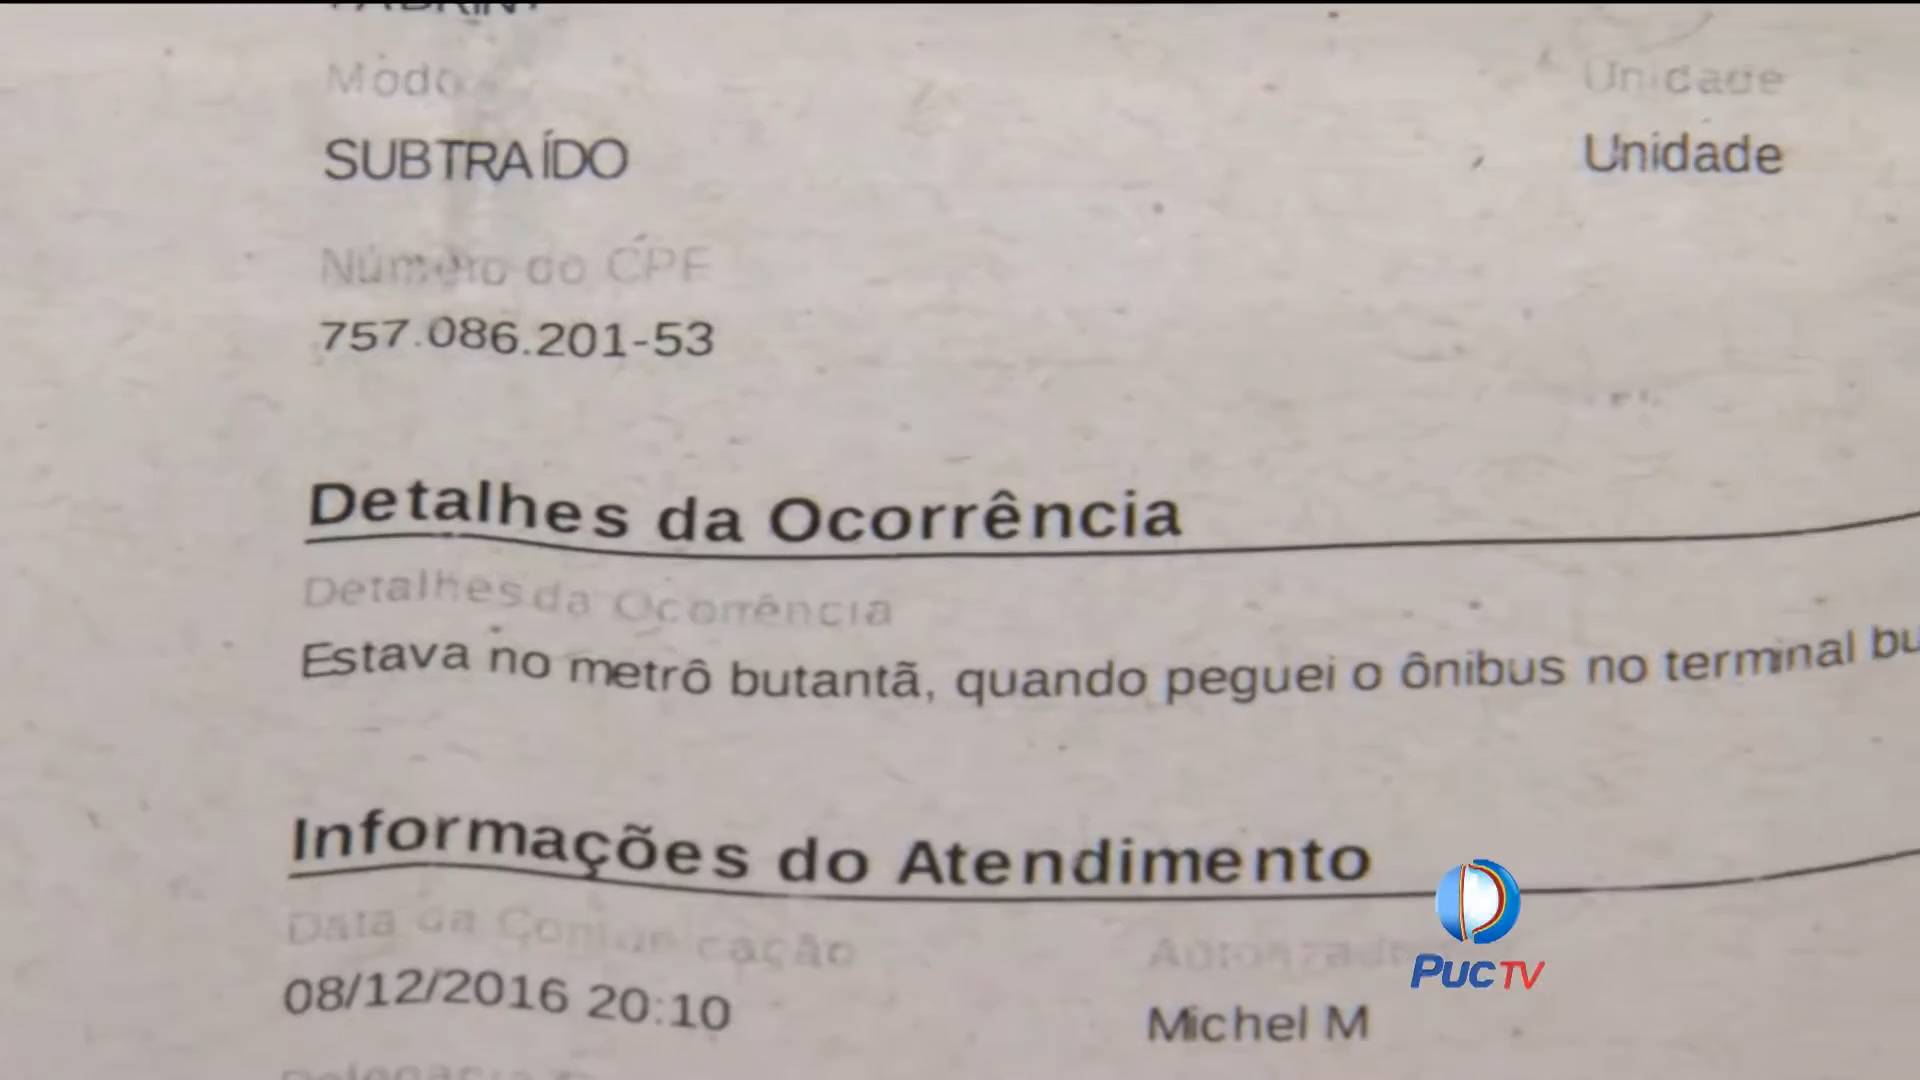 Modo
Unidade
SUBTRAÍDO
Unidade
Número do CPF
757.086.201-53
Detalhes da Ocorrência
Detalhes da Ocorrência
Estava no metrô butantã, quando peguei o ônibus no terminal bu
Informações do Atendimento
Data da Comunicação
08/12/2016 20:10
Michel M
PUC TV